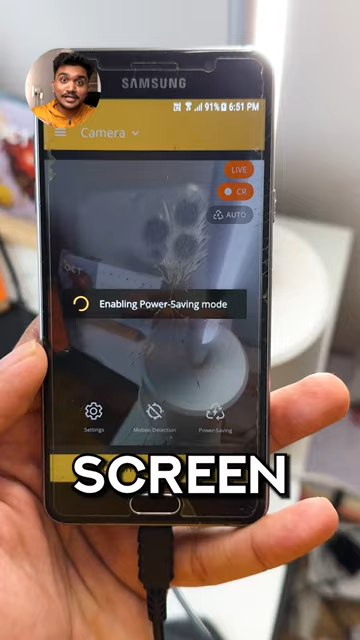 SAMSUNG
91% 6:51 PM
Camera
LIVE
CR
AUTO
OCT
Enabling Power-Saving mode
Settings
Motion Detection
Power-Saving
SCREEN